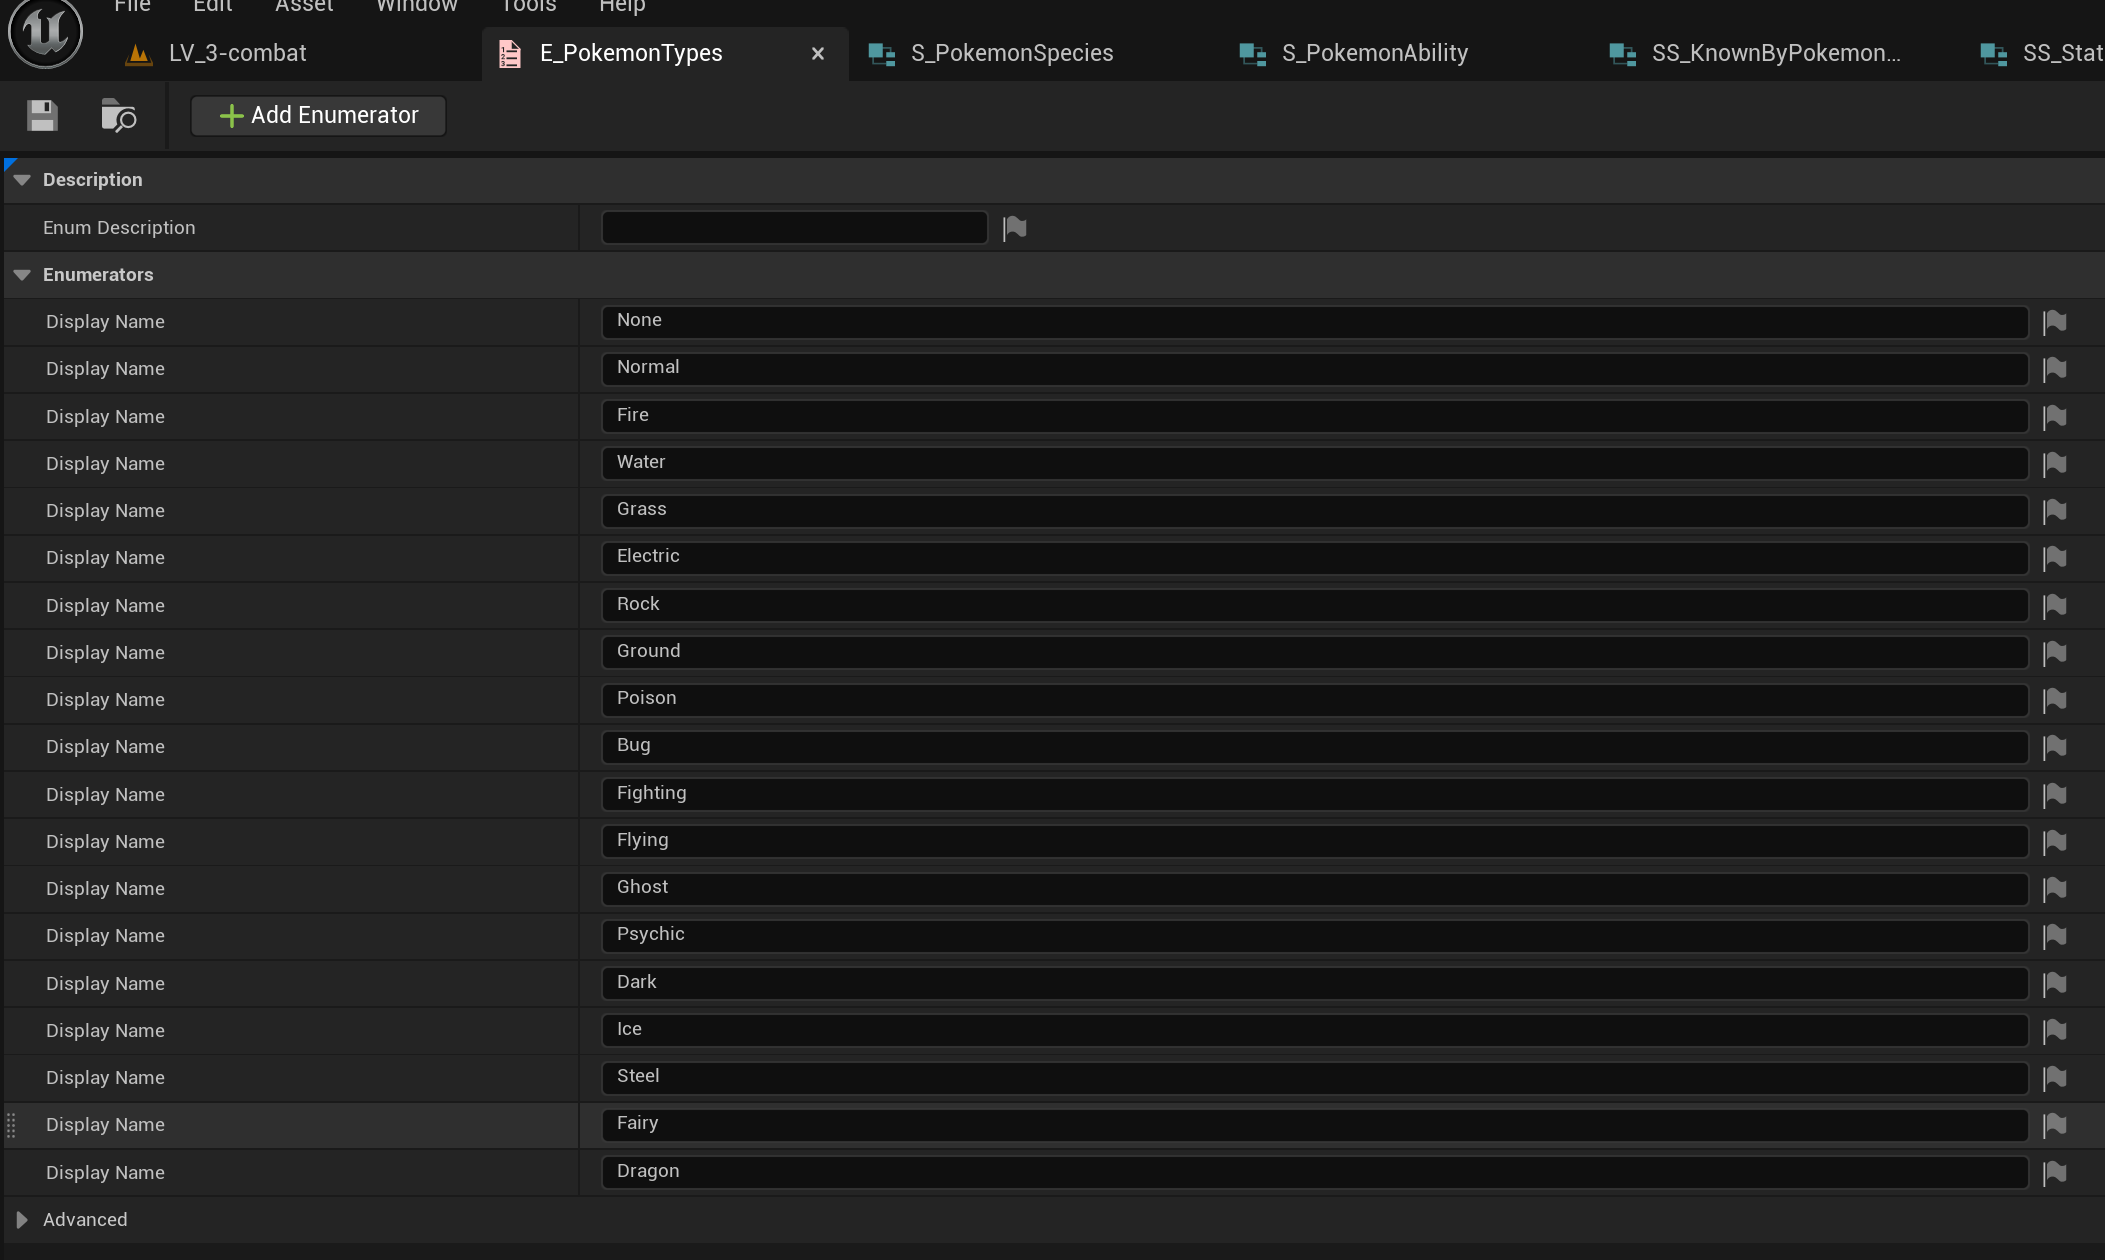 File Edit Asset Window Tools Help
LV_3-combat E_PokemonTypes S_PokemonSpecies S_PokemonAbility SS_KnownByPokemon... SS_Stat
Add Enumerator
Description
Enum Description
Enumerators
Display Name None
Display Name Normal
Display Name Fire
Display Name Water
Display Name Grass
Display Name Electric
Display Name Rock
Display Name Ground
Display Name Poison
Display Name Bug
Display Name Fighting
Display Name Flying
Display Name Ghost
Display Name Psychic
Display Name Dark
Display Name Ice
Display Name Steel
Display Name Fairy
Display Name Dragon
Advanced